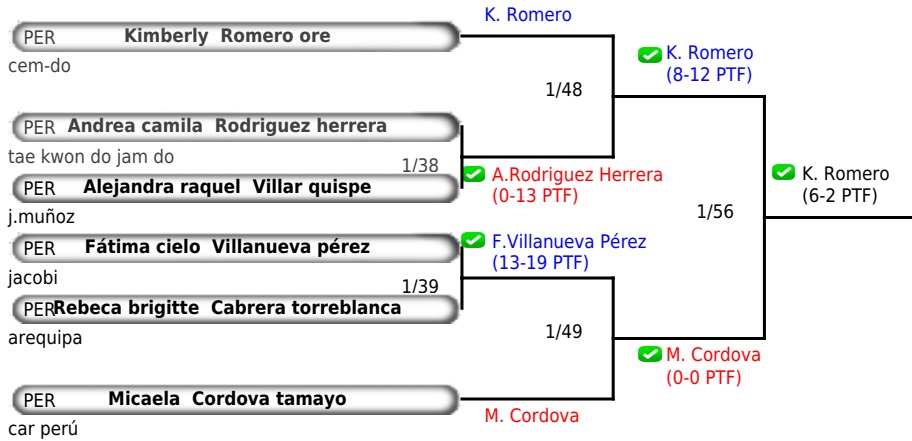 K. Romero
PER Kimberly Romero ore
cem-do
K. Romero
(8-12 PTF)
1/48
PER Andrea camila Rodriguez herrera
tae kwon do jam do
1/38
PER Alejandra raquel Villar quispe
j.muñoz
A.Rodriguez Herrera
(0-13 PTF)
K. Romero
(6-2 PTF)
1/56
PER Fátima cielo Villanueva pérez
jacobi
F.Villanueva Pérez
(13-19 PTF)
1/39
PER Rebeca brigitte Cabrera torreblanca
arequipa
1/49
M. Cordova
(0-0 PTF)
PER Micaela Cordova tamayo
car perú
M. Cordova